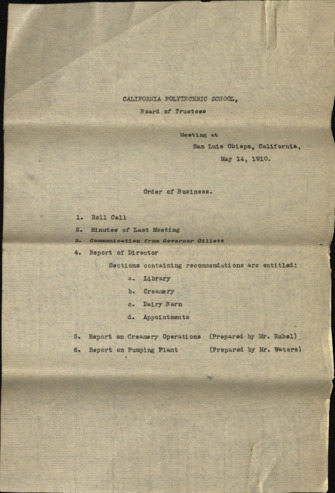 CALIFORNIA POLYTECHNIC SCHOOL,
Board of Trustees
Meeting at
San Luis Obispo, California,
May 14, 1910.
Order of Business.
1. Roll Call
2. Minutes of Last Meeting
3. Communication from Governor Gillett
4. Report of Director
Sections containing recommendations are entitled:
a. Library
b. Creamery
c. Dairy Barn
d. Appointments
5. Report on Creamery Operations (Prepared by Mr. Rubel)
6. Report on Pumping Plant (Prepared by Mr. Waters)